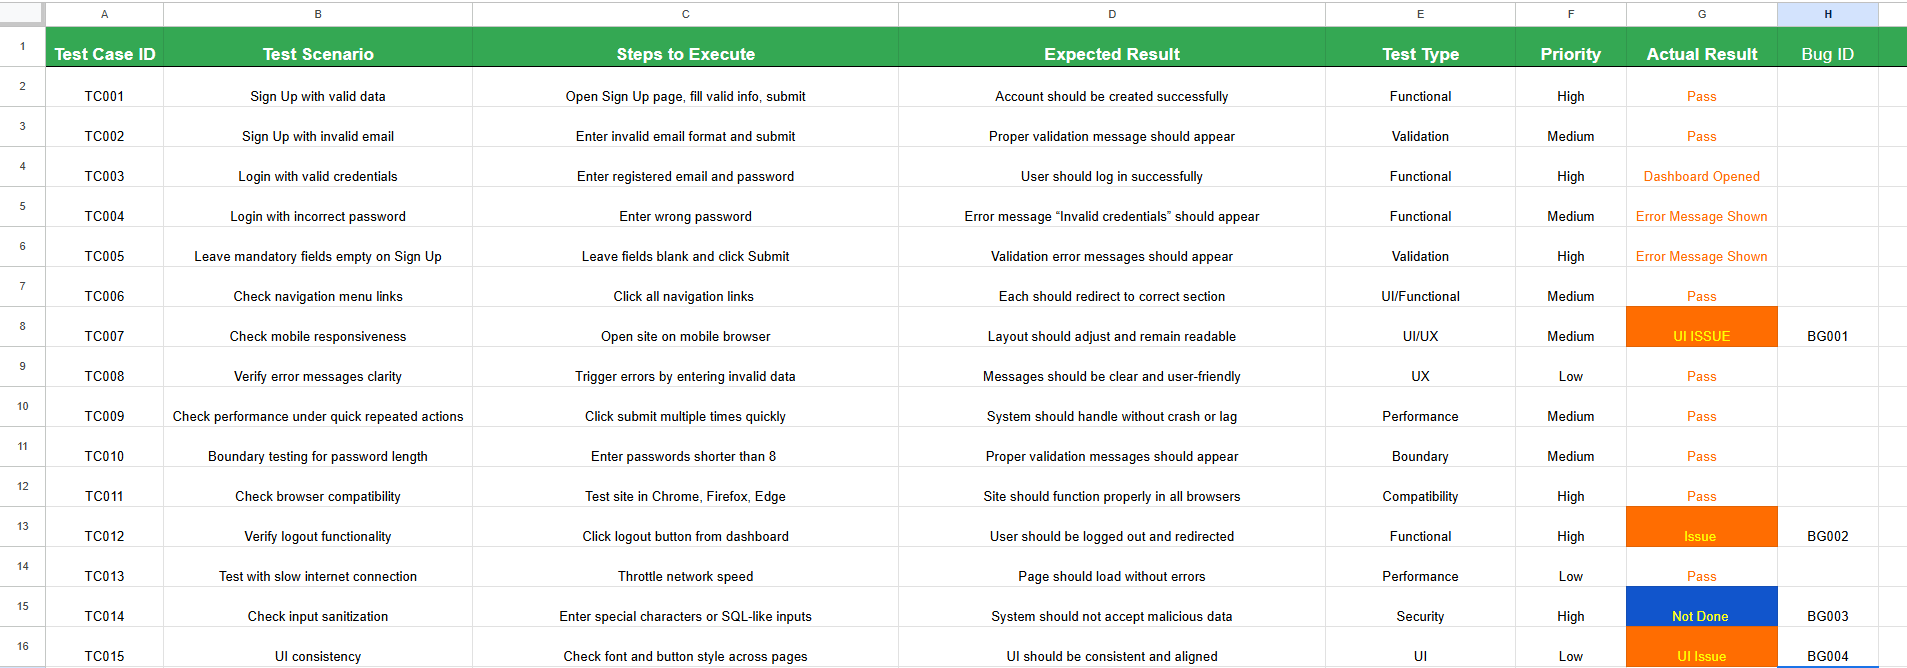 A B C D E F G H
1 Test Case ID Test Scenario Steps to Execute Expected Result Test Type Priority Actual Result Bug ID
2 TC001 Sign Up with valid data Open Sign Up page, fill valid info, submit Account should be created successfully Functional High Pass
3 TC002 Sign Up with invalid email Enter invalid email format and submit Proper validation message should appear Validation Medium Pass
4 TC003 Login with valid credentials Enter registered email and password User should log in successfully Functional High Dashboard Opened
5 TC004 Login with incorrect password Enter wrong password Error message “Invalid credentials” should appear Functional Medium Error Message Shown
6 TC005 Leave mandatory fields empty on Sign Up Leave fields blank and click Submit Validation error messages should appear Validation High Error Message Shown
7 TC006 Check navigation menu links Click all navigation links Each should redirect to correct section UI/Functional Medium Pass
8 TC007 Check mobile responsiveness Open site on mobile browser Layout should adjust and remain readable UI/UX Medium UI ISSUE BG001
9 TC008 Verify error messages clarity Trigger errors by entering invalid data Messages should be clear and user-friendly UX Low Pass
10 TC009 Check performance under quick repeated actions Click submit multiple times quickly System should handle without crash or lag Performance Medium Pass
11 TC010 Boundary testing for password length Enter passwords shorter than 8 Proper validation messages should appear Boundary Medium Pass
12 TC011 Check browser compatibility Test site in Chrome, Firefox, Edge Site should function properly in all browsers Compatibility High Pass
13 TC012 Verify logout functionality Click logout button from dashboard User should be logged out and redirected Functional High Issue BG002
14 TC013 Test with slow internet connection Throttle network speed Page should load without errors Performance Low Pass
15 TC014 Check input sanitization Enter special characters or SQL-like inputs System should not accept malicious data Security High Not Done BG003
16 TC015 UI consistency Check font and button style across pages UI should be consistent and aligned UI Low UI Issue BG004